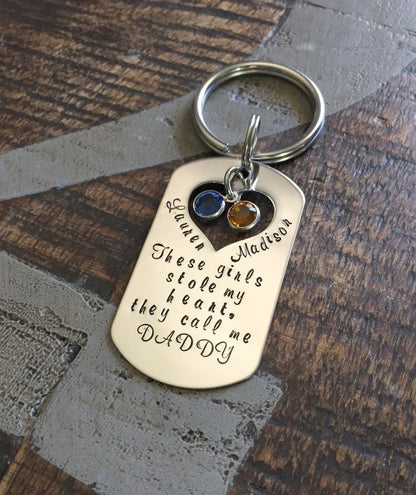 Lauren
Madison
These girls
stole my
heart,
they call me
DADDY